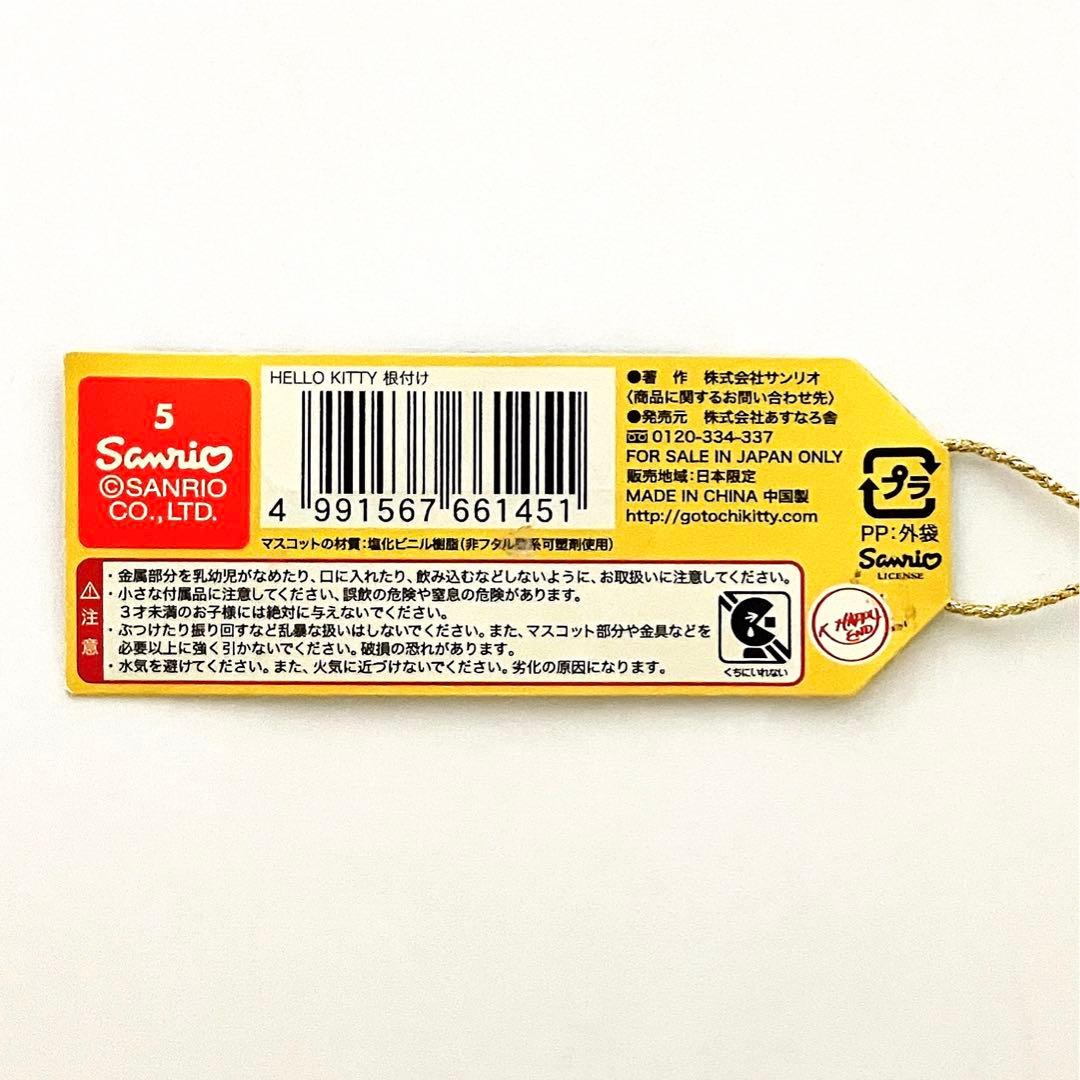 5
Sanrio
©SANRIO
CO., LTD.
HELLO KITTY 根付け
4 991567 661451
マスコットの材質：塩化ビニル樹脂（非フタル酸系可塑剤使用）
●著 作 株式会社サンリオ
〈商品に関するお問い合わせ先〉
●発売元 株式会社あすなろ舎
0120-334-337
FOR SALE IN JAPAN ONLY
販売地域：日本限定
MADE IN CHINA 中国製
http://gotochikitty.com
プラ
PP：外袋
Sanrio
LICENSE
HAPPY
END
注意
・金属部分を乳幼児がなめたり、口に入れたり、飲み込むなどしないように、お取扱いに注意してください。
・小さな付属品に注意してください、誤飲の危険や窒息の危険があります。
３才未満のお子様には絶対に与えないでください。
・ぶつけたり振り回すなど乱暴な扱いはしないでください。また、マスコット部分や金具などを
必要以上に強く引かないでください。破損の恐れがあります。
・水気を避けてください。また、火気に近づけないでください。劣化の原因になります。
くちにいれない